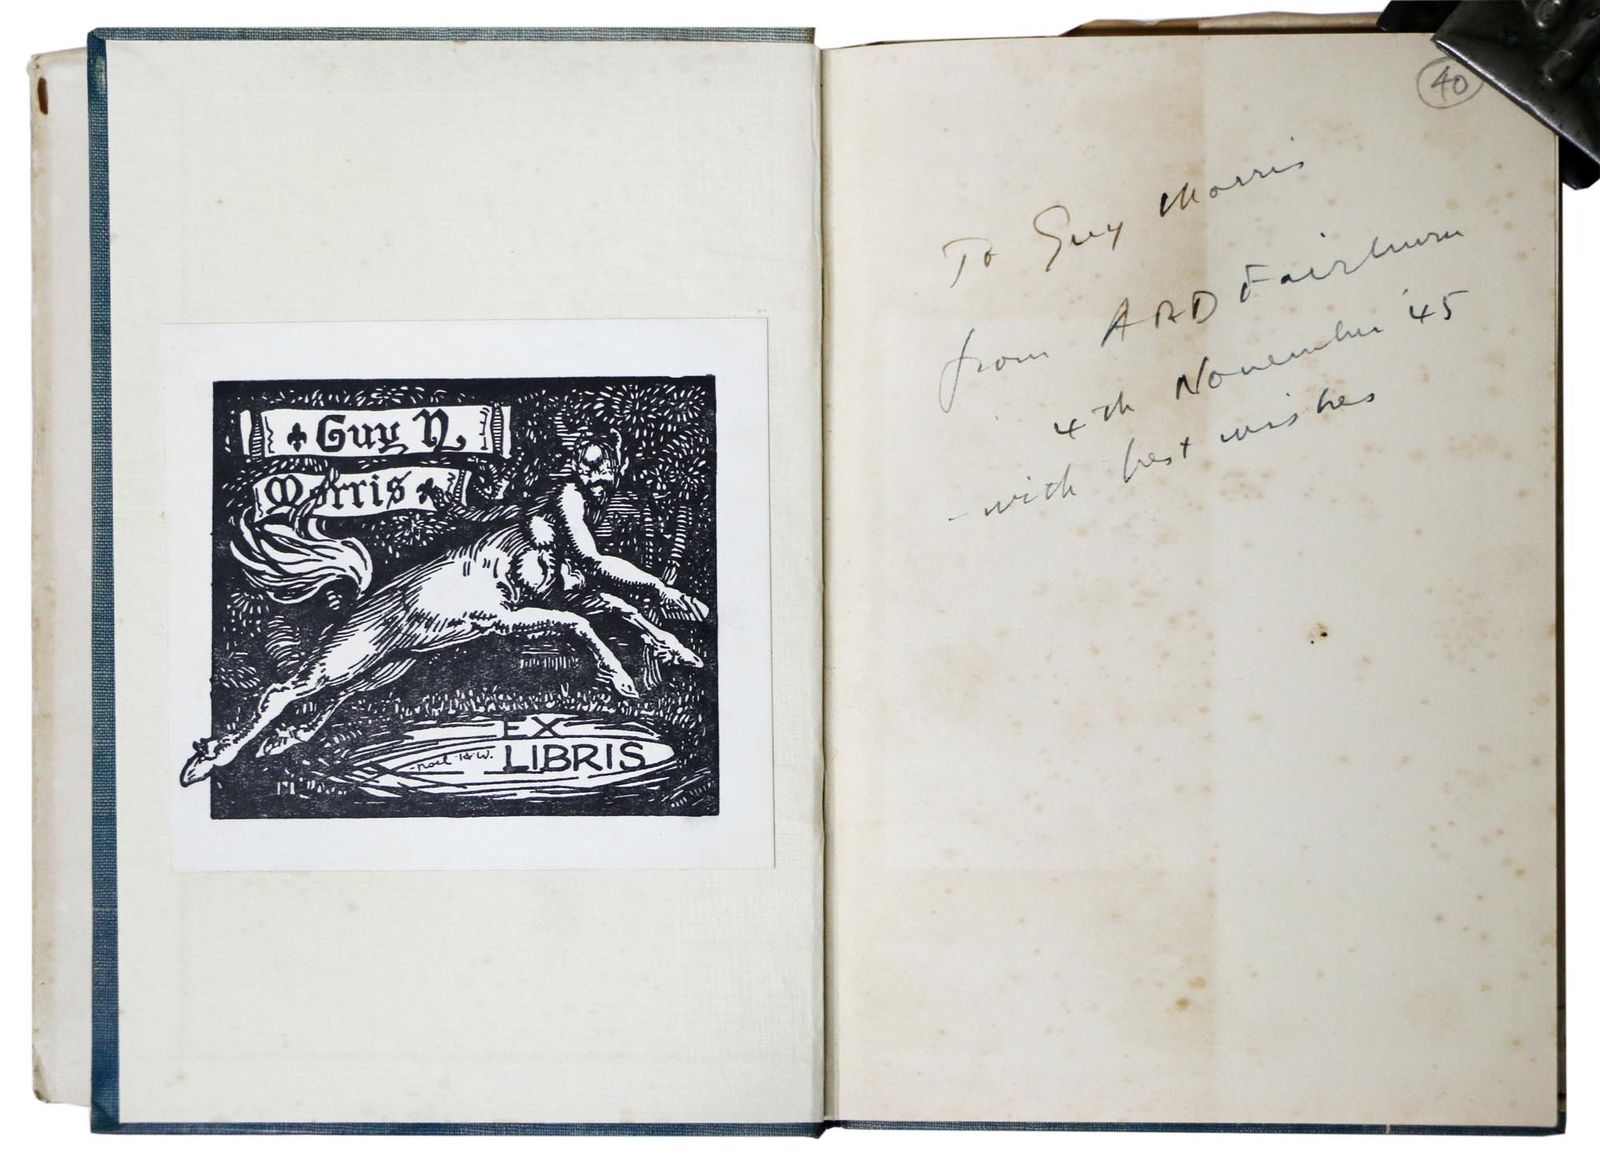 Guy N.
Morris
EX
LIBRIS
40
To Guy Morris
from ARD Fairburn
4th November '45
- with best wishes